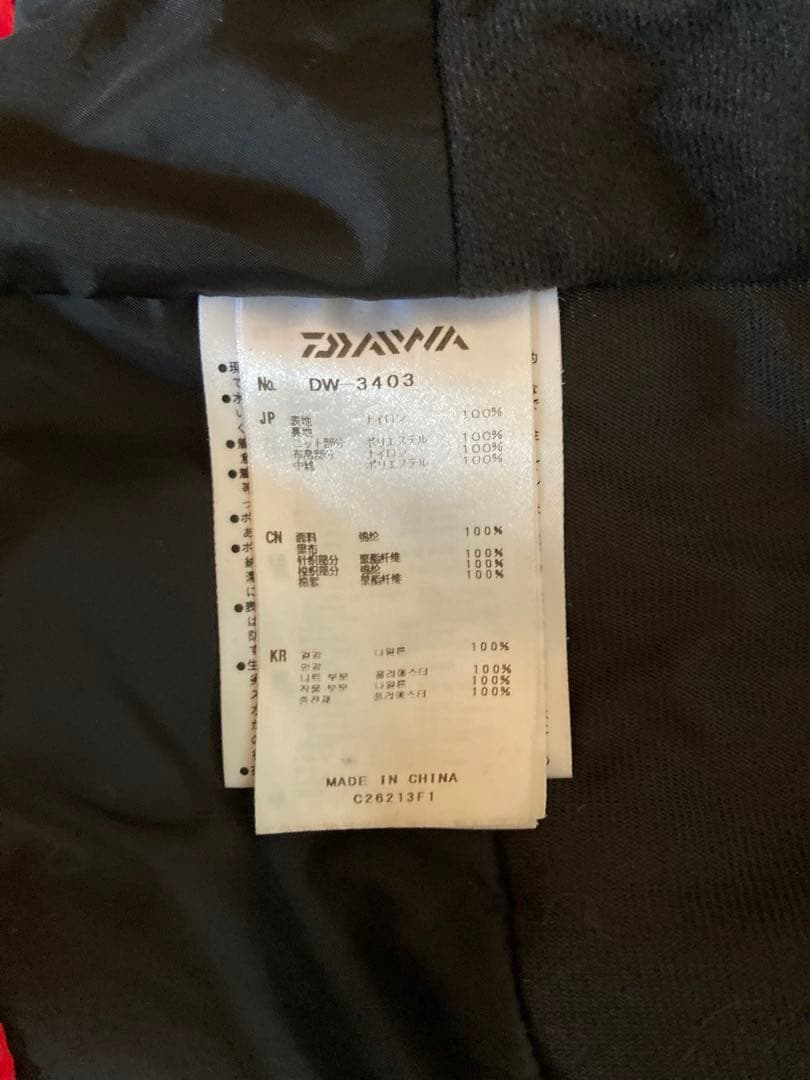 DAIWA
No. DW-3403
JP 表地 ナイロン 100%
裏地
ニット部分 ポリエステル 100%
布帛部分 ナイロン 100%
中綿 ポリエステル 100%
CN 面料 锦纶 100%
里布
针织部分 聚酯纤维 100%
梭织部分 锦纶 100%
棉絮 聚酯纤维 100%
KR 겉감 나일론 100%
안감
니트 부분 폴리에스터 100%
직물 부분 나일론 100%
충전재 폴리에스터 100%
MADE IN CHINA
C26213F1